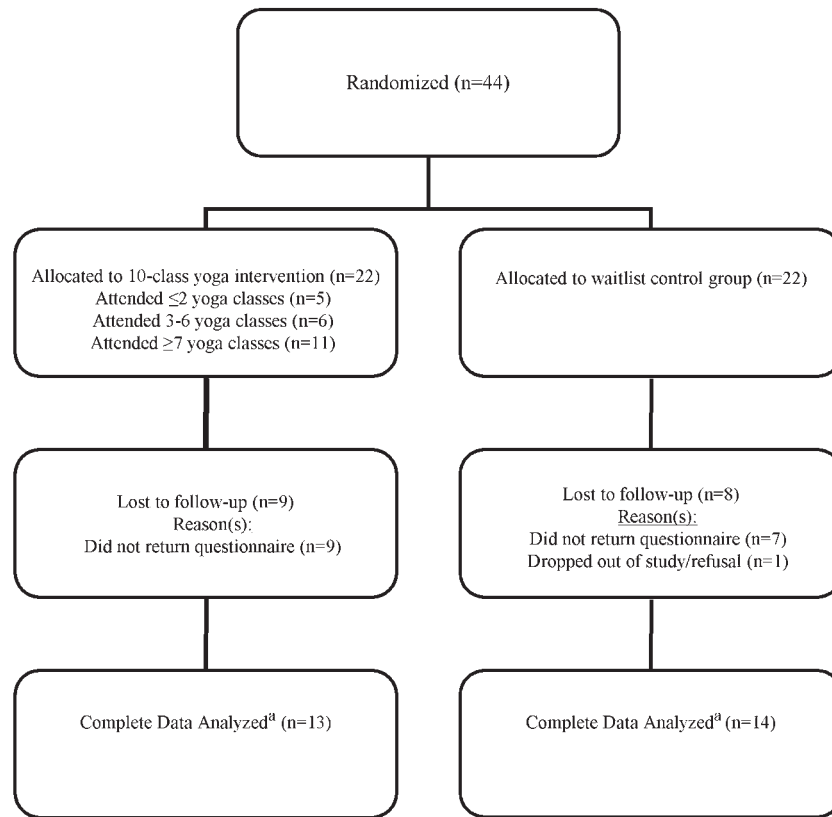 Randomized (n=44)
Allocated to 10-class yoga intervention (n=22)
Attended ≤2 yoga classes (n=5)
Attended 3-6 yoga classes (n=6)
Attended ≥7 yoga classes (n=11)
Allocated to waitlist control group (n=22)
Lost to follow-up (n=9)
Reason(s):
Did not return questionnaire (n=9)
Lost to follow-up (n=8)
Reason(s):
Did not return questionnaire (n=7)
Dropped out of study/refusal (n=1)
Complete Data Analyzedª (n=13)
Complete Data Analyzedª (n=14)